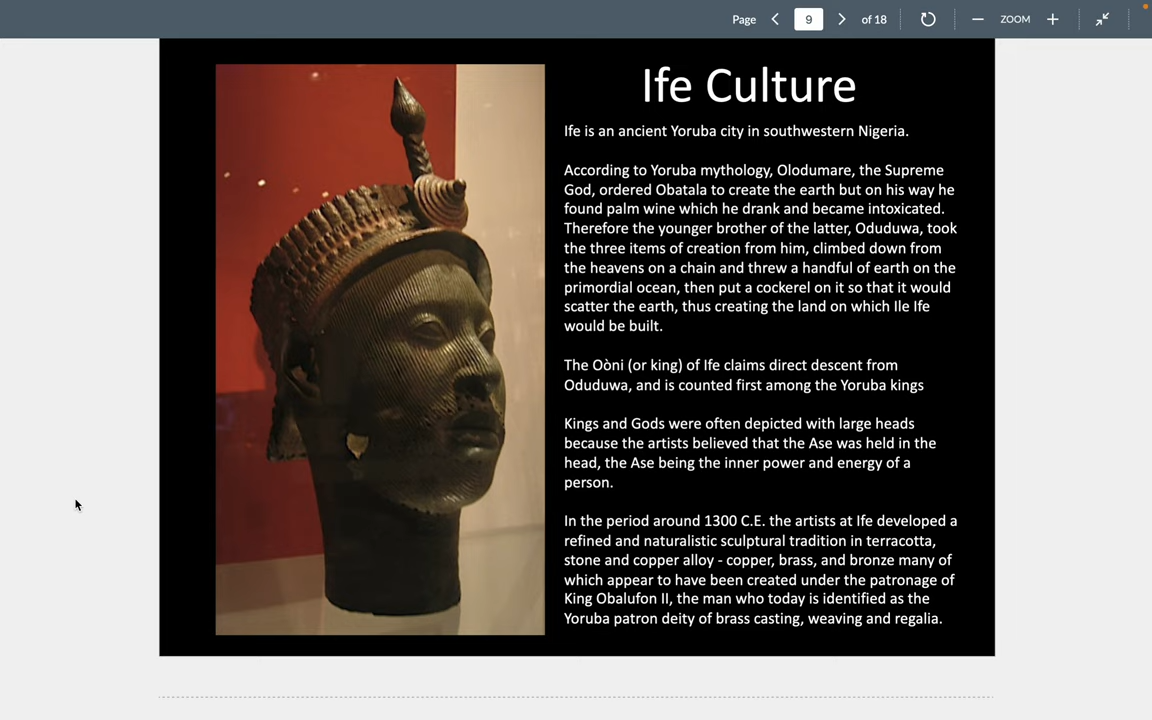 Page 9 of 18 ZOOM
Ife Culture
Ife is an ancient Yoruba city in southwestern Nigeria.
According to Yoruba mythology, Olodumare, the Supreme
God, ordered Obatala to create the earth but on his way he
found palm wine which he drank and became intoxicated.
Therefore the younger brother of the latter, Oduduwa, took
the three items of creation from him, climbed down from
the heavens on a chain and threw a handful of earth on the
primordial ocean, then put a cockerel on it so that it would
scatter the earth, thus creating the land on which Ile Ife
would be built.
The Oòni (or king) of Ife claims direct descent from
Oduduwa, and is counted first among the Yoruba kings
Kings and Gods were often depicted with large heads
because the artists believed that the Ase was held in the
head, the Ase being the inner power and energy of a
person.
In the period around 1300 C.E. the artists at Ife developed a
refined and naturalistic sculptural tradition in terracotta,
stone and copper alloy - copper, brass, and bronze many of
which appear to have been created under the patronage of
King Obalufon II, the man who today is identified as the
Yoruba patron deity of brass casting, weaving and regalia.